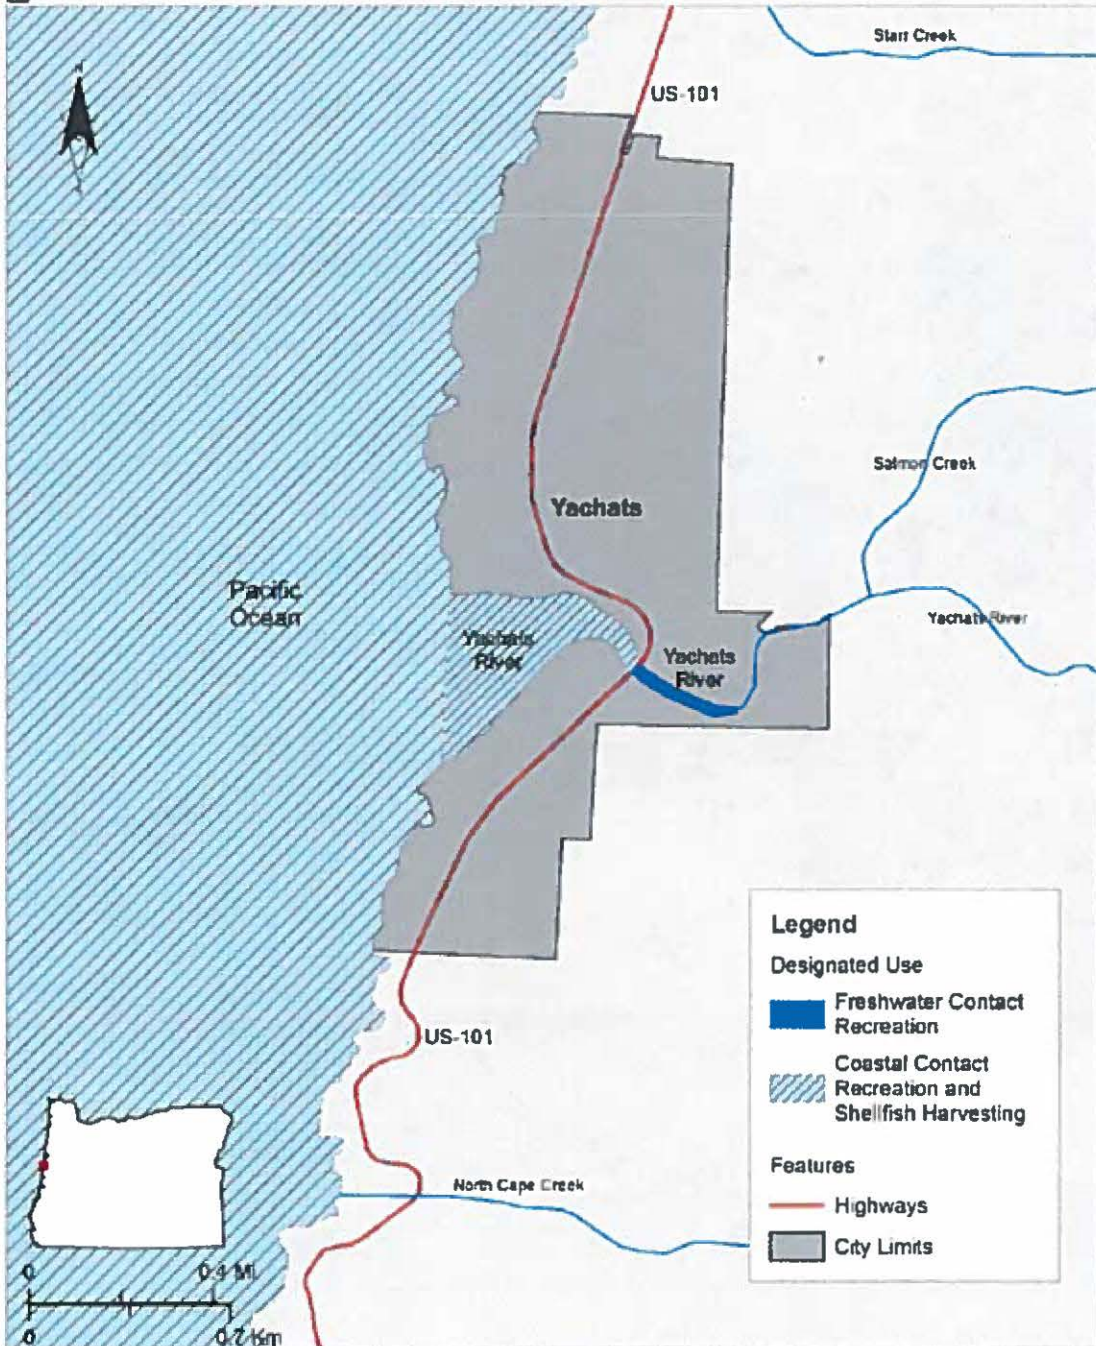 Starr Creek
N
US-101
Salmon Creek
Yachats
Pacific
Ocean
Yachats River
Yachats
River
Yachats
River
Legend
Designated Use
Freshwater Contact
Recreation
Coastal Contact
Recreation and
Shellfish Harvesting
US-101
Features
North Cape Creek
Highways
City Limits
0 0.4 Mi.
0 0.7 Km